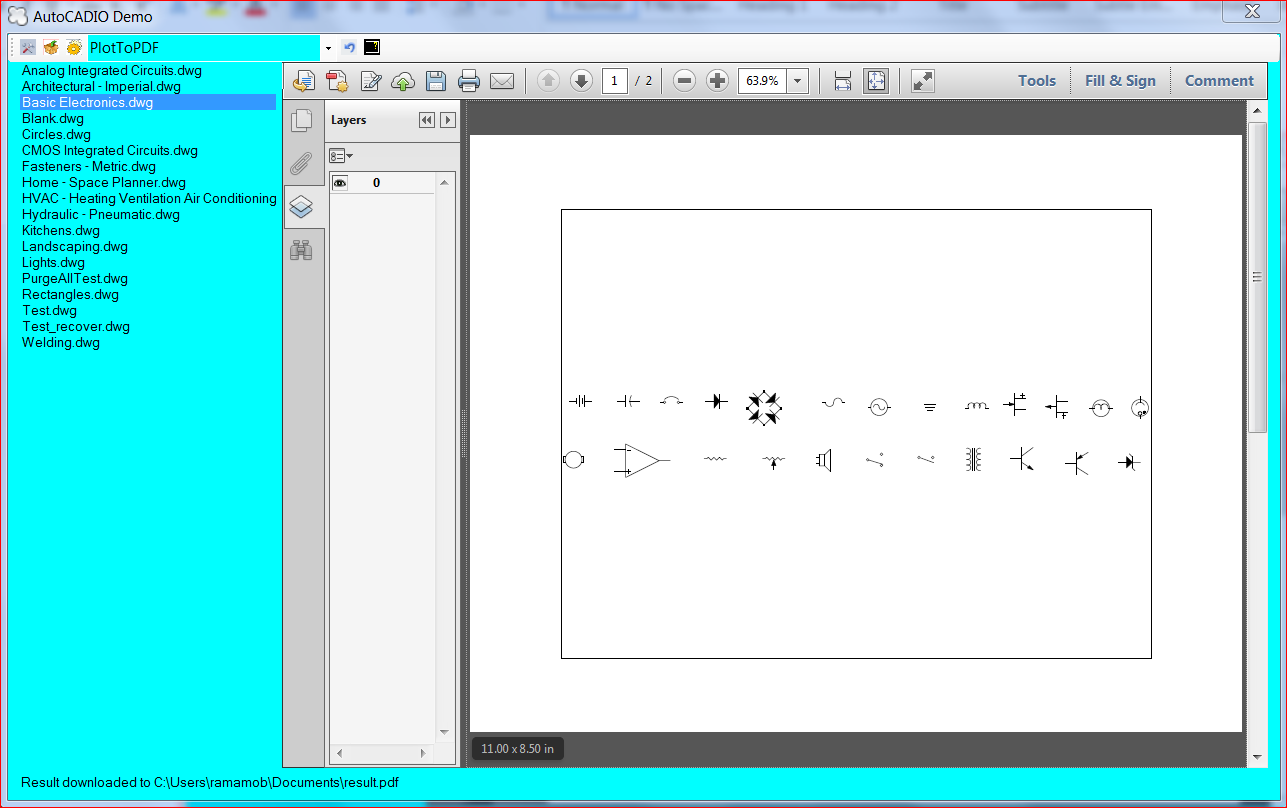 AutoCADIO Demo
PlotToPDF
Analog Integrated Circuits.dwg
Architectural - Imperial.dwg
Basic Electronics.dwg
Blank.dwg
Circles.dwg
CMOS Integrated Circuits.dwg
Fasteners - Metric.dwg
Home - Space Planner.dwg
HVAC - Heating Ventilation Air Conditioning
Hydraulic - Pneumatic.dwg
Kitchens.dwg
Landscaping.dwg
Lights.dwg
PurgeAllTest.dwg
Rectangles.dwg
Test.dwg
Test_recover.dwg
Welding.dwg
1 / 2 63.9% Tools Fill & Sign Comment
Layers
0
11.00 x 8.50 in
Result downloaded to C:\Users\ramamob\Documents\result.pdf